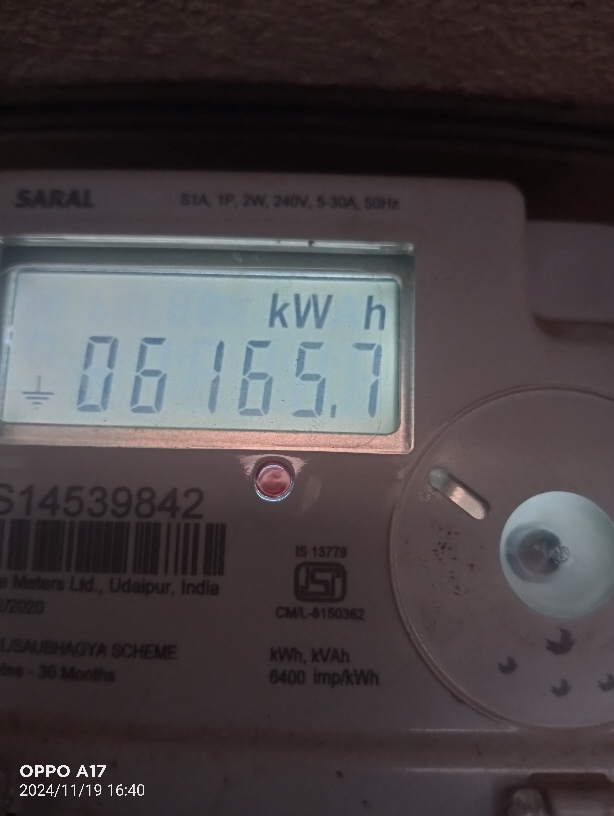 SARAL
S1A, 1P, 2W, 240V, 5-30A, 50Hz
kW h
06165.7
S14539842
Meters Ltd., Udaipur, India
/2020
IS 13779
ISI
CM/L-8150362
/SAUBHAGYA SCHEME
- 36 Months
kWh, kVAh
6400 imp/kWh
OPPO A17
2024/11/19 16:40